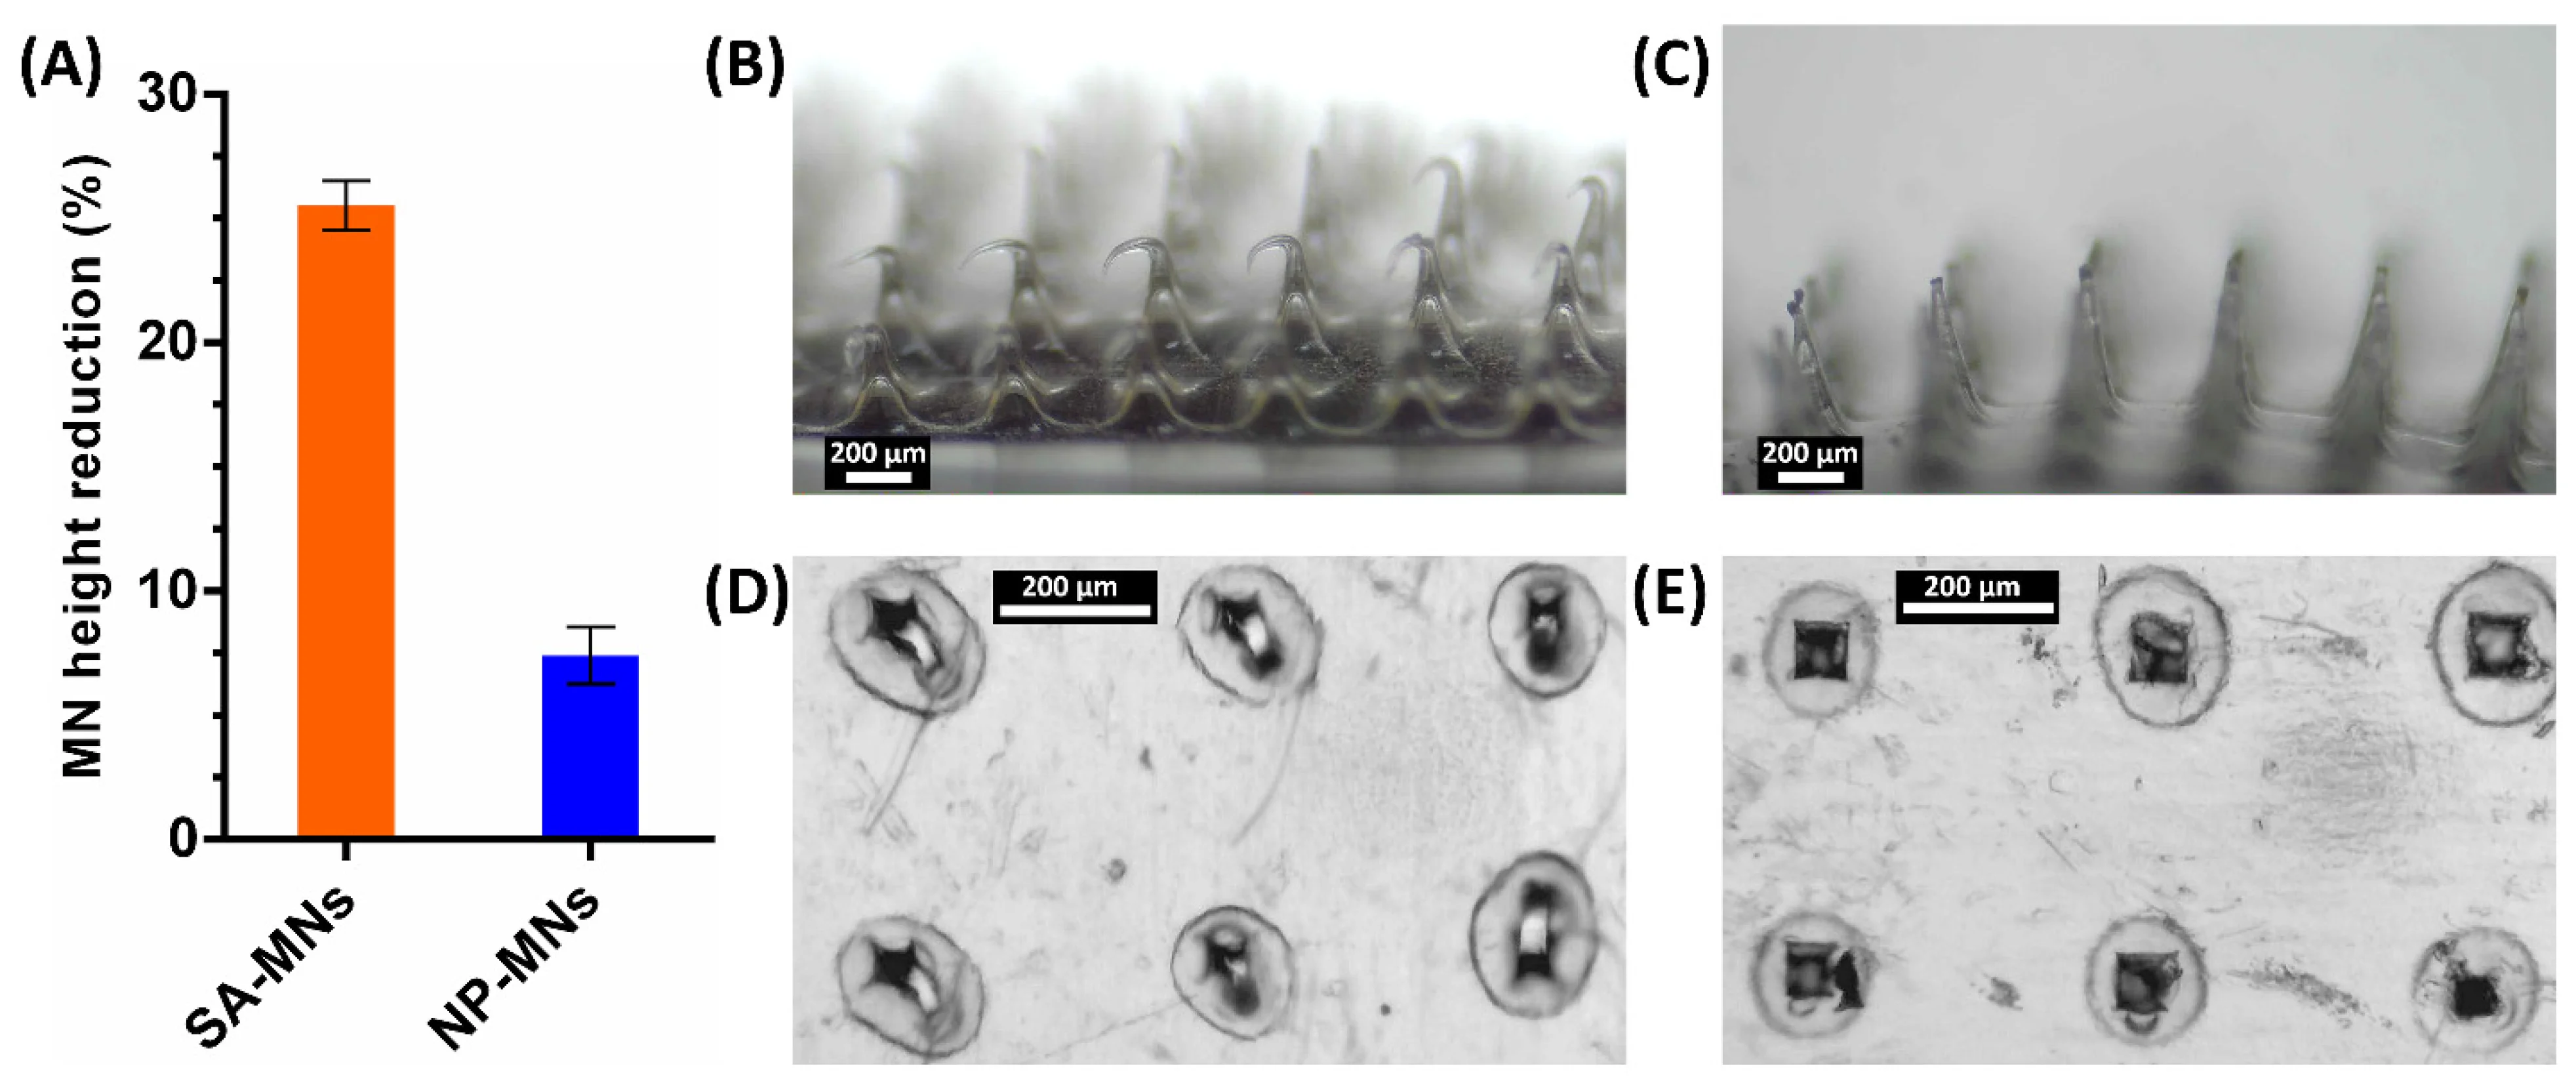 (A)
30
20
10
0
MN height reduction (%)
SA-MNs
NP-MNs
(B)
200 µm
(C)
200 µm
(D)
200 µm
(E)
200 µm